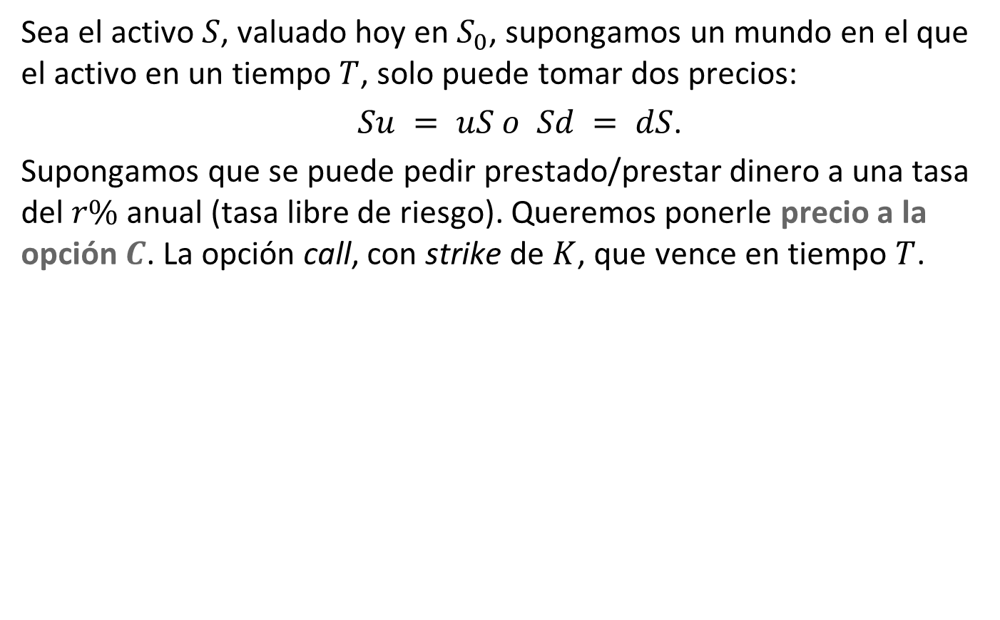 Sea el activo S, valuado hoy en S₀, supongamos un mundo en el que
el activo en un tiempo T, solo puede tomar dos precios:
Su = uS o Sd = dS.
Supongamos que se puede pedir prestado/prestar dinero a una tasa
del r% anual (tasa libre de riesgo). Queremos ponerle precio a la
opción C. La opción call, con strike de K, que vence en tiempo T.